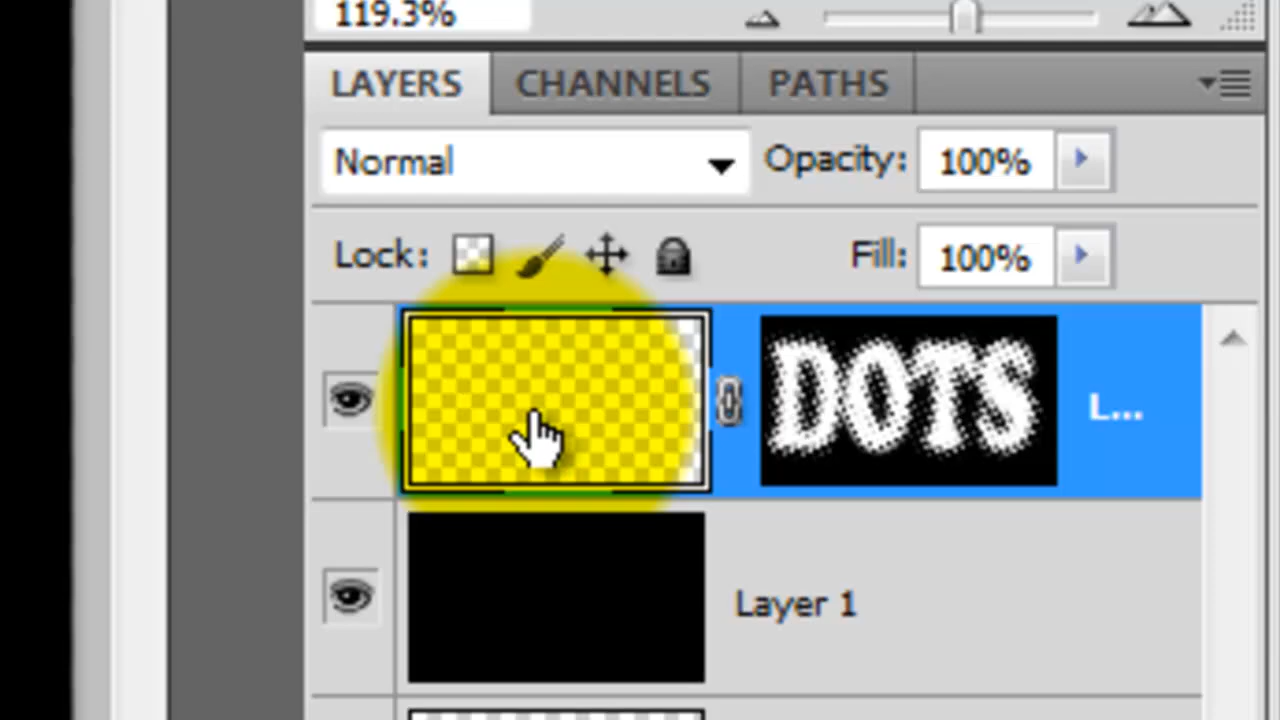 119.3%
LAYERS CHANNELS PATHS
Normal Opacity: 100%
Lock: Fill: 100%
DOTS L...
Layer 1